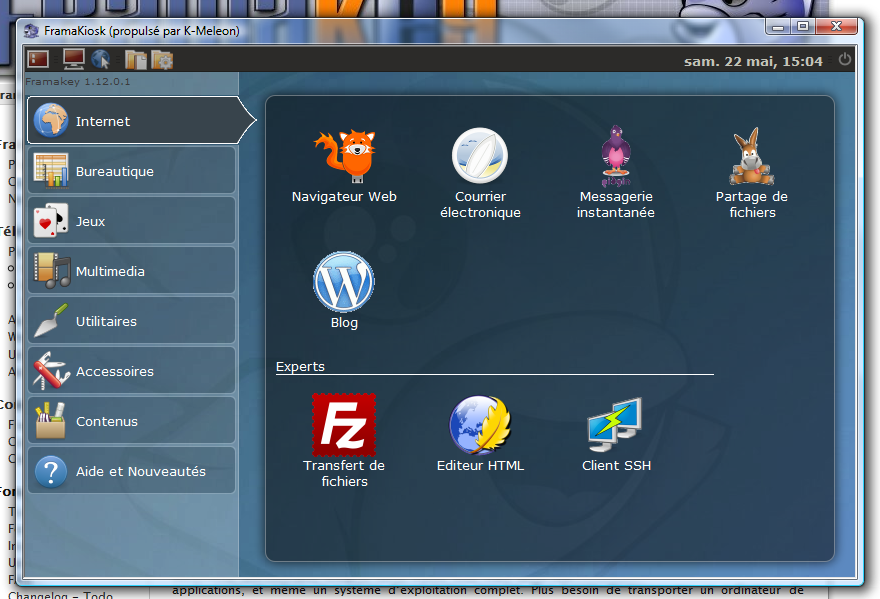 FramaKiosk (propulsé par K-Meleon)
sam. 22 mai, 15:04
Framakey 1.12.0.1
Internet
Bureautique
Jeux
Multimedia
Utilitaires
Accessoires
Contenus
Aide et Nouveautés
Navigateur Web
Courrier
électronique
Messagerie
instantanée
pidgin
Partage de
fichiers
Blog
Experts
Fz
Transfert de
fichiers
Editeur HTML
Client SSH
Changelog - Todo
applications, et même un système d'exploitation complet. Plus besoin de transporter un ordinateur de